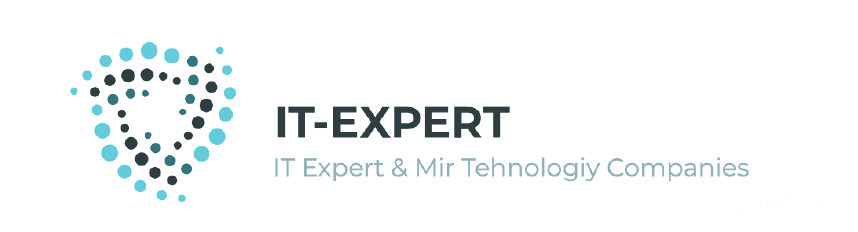 IT-EXPERT
IT Expert & Mir Tehnologiy Companies